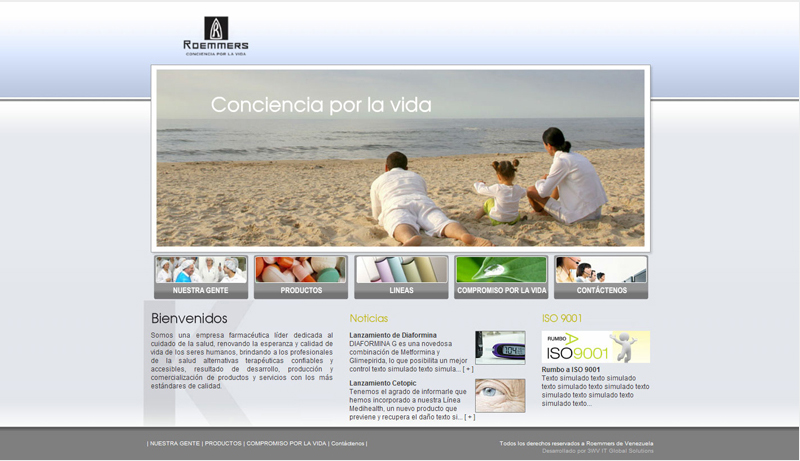 ROEMMERS
CONCIENCIA POR LA VIDA
Conciencia por la vida
NUESTRA GENTE
PRODUCTOS
LINEAS
COMPROMISO POR LA VIDA
CONTÁCTENOS
Bienvenidos
Somos una empresa farmacéutica líder dedicada al
cuidado de la salud, renovando la esperanza y calidad de
vida de los seres humanos, brindando a los profesionales
de la salud alternativas terapéuticas confiables y
accesibles, resultado de desarrollo, producción y
comercialización de productos y servicios con los más
estándares de calidad.
Noticias
Lanzamiento de Diaformina
DIAFORMINA G es una novedosa
combinación de Metformina y
Glimepirida, lo que posibilita un mejor
control texto simulado texto simula... [ + ]
Lanzamiento Cetopic
Tenemos el agrado de informarle que
hemos incorporado a nuestra Línea
Medihealth, un nuevo producto que
previene y recupera el daño texto si... [ + ]
ISO 9001
RUMBO A
ISO9001
Rumbo a ISO 9001
Texto simulado texto simulado
texto simulado texto simulado
texto simulado texto simulado
simulado texto...
| NUESTRA GENTE | PRODUCTOS | COMPROMISO POR LA VIDA | Contáctenos |
Todos los derechos reservados a Roemmers de Venezuela
Desarrollado por SWV IT Global Solutions